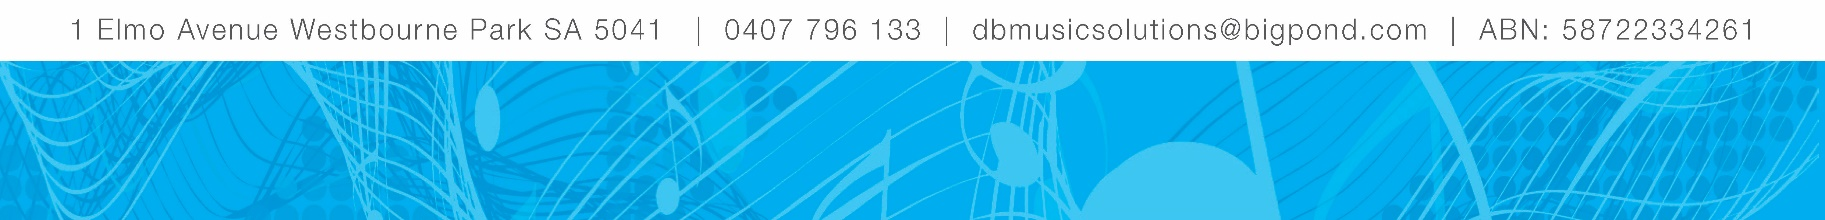 1 Elmo Avenue Westbourne Park SA 5041 | 0407 796 133 | dbmusicsolutions@bigpond.com | ABN: 58722334261